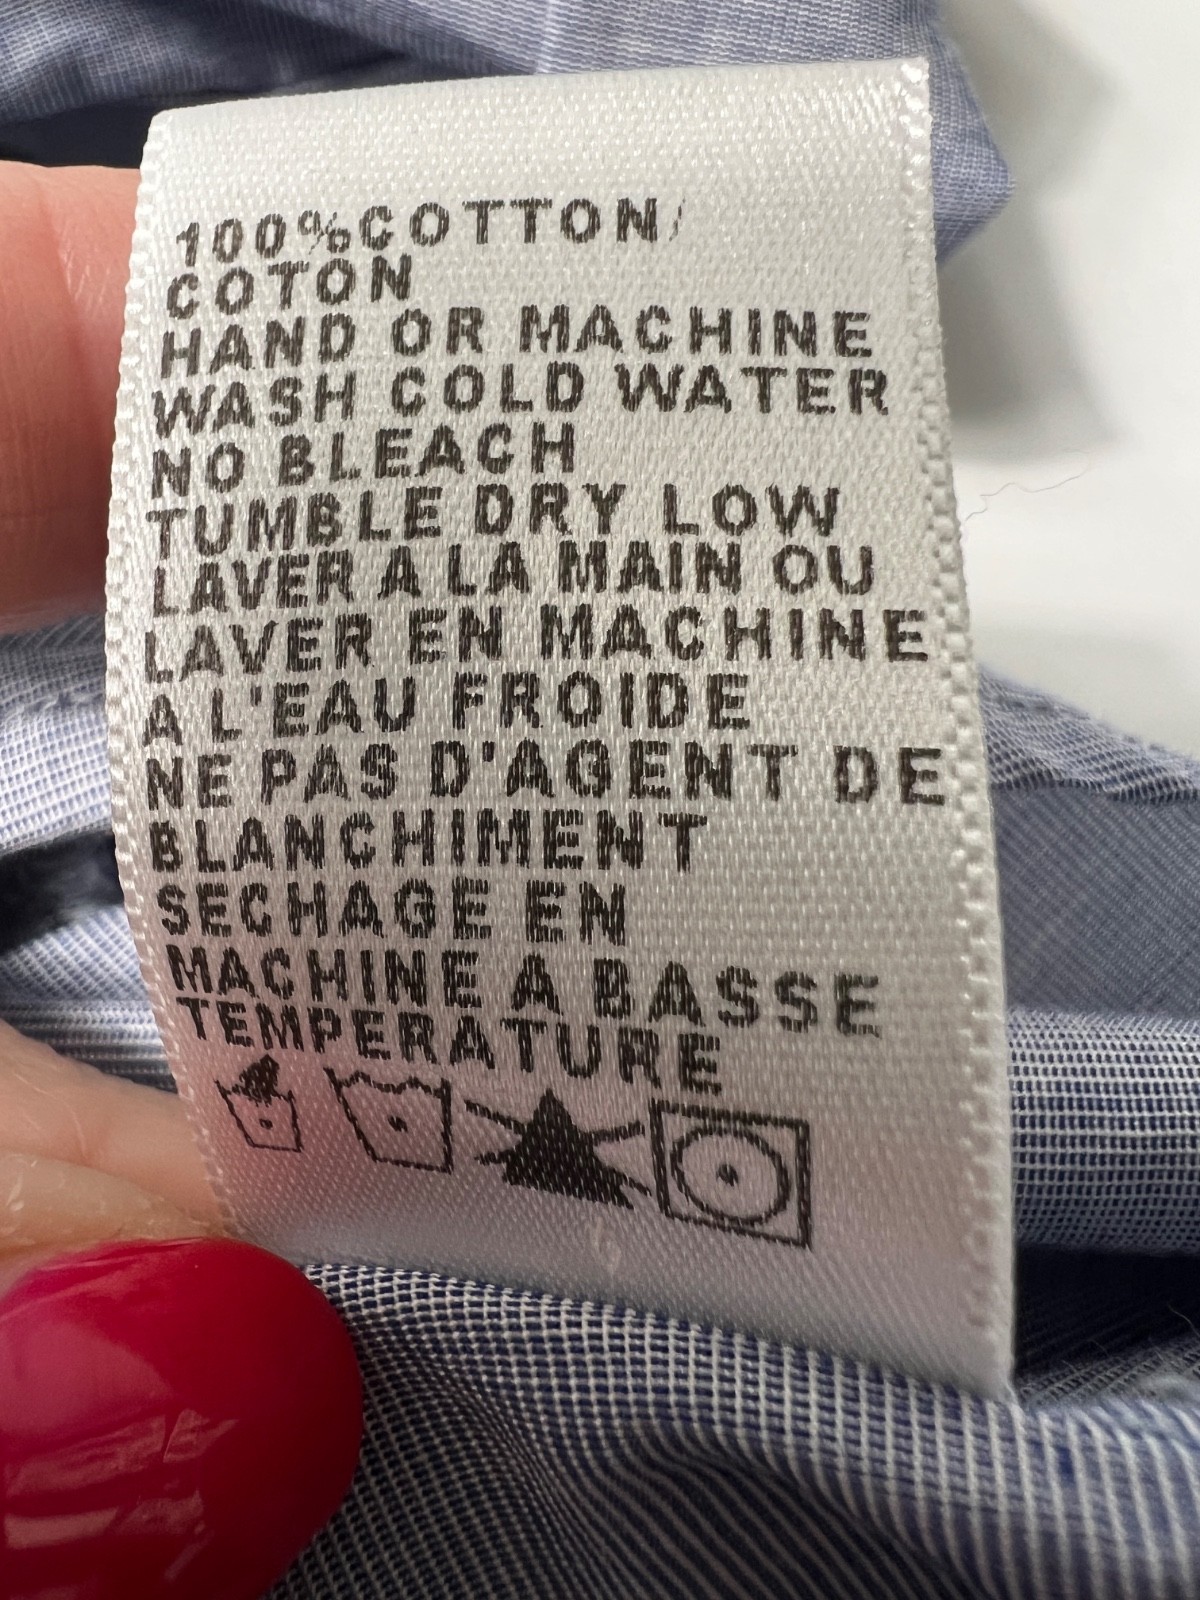 100%COTTON/
COTON
HAND OR MACHINE
WASH COLD WATER
NO BLEACH
TUMBLE DRY LOW
LAVER A LA MAIN OU
LAVER EN MACHINE
A L'EAU FROIDE
NE PAS D'AGENT DE
BLANCHIMENT
SECHAGE EN
MACHINE A BASSE
TEMPERATURE